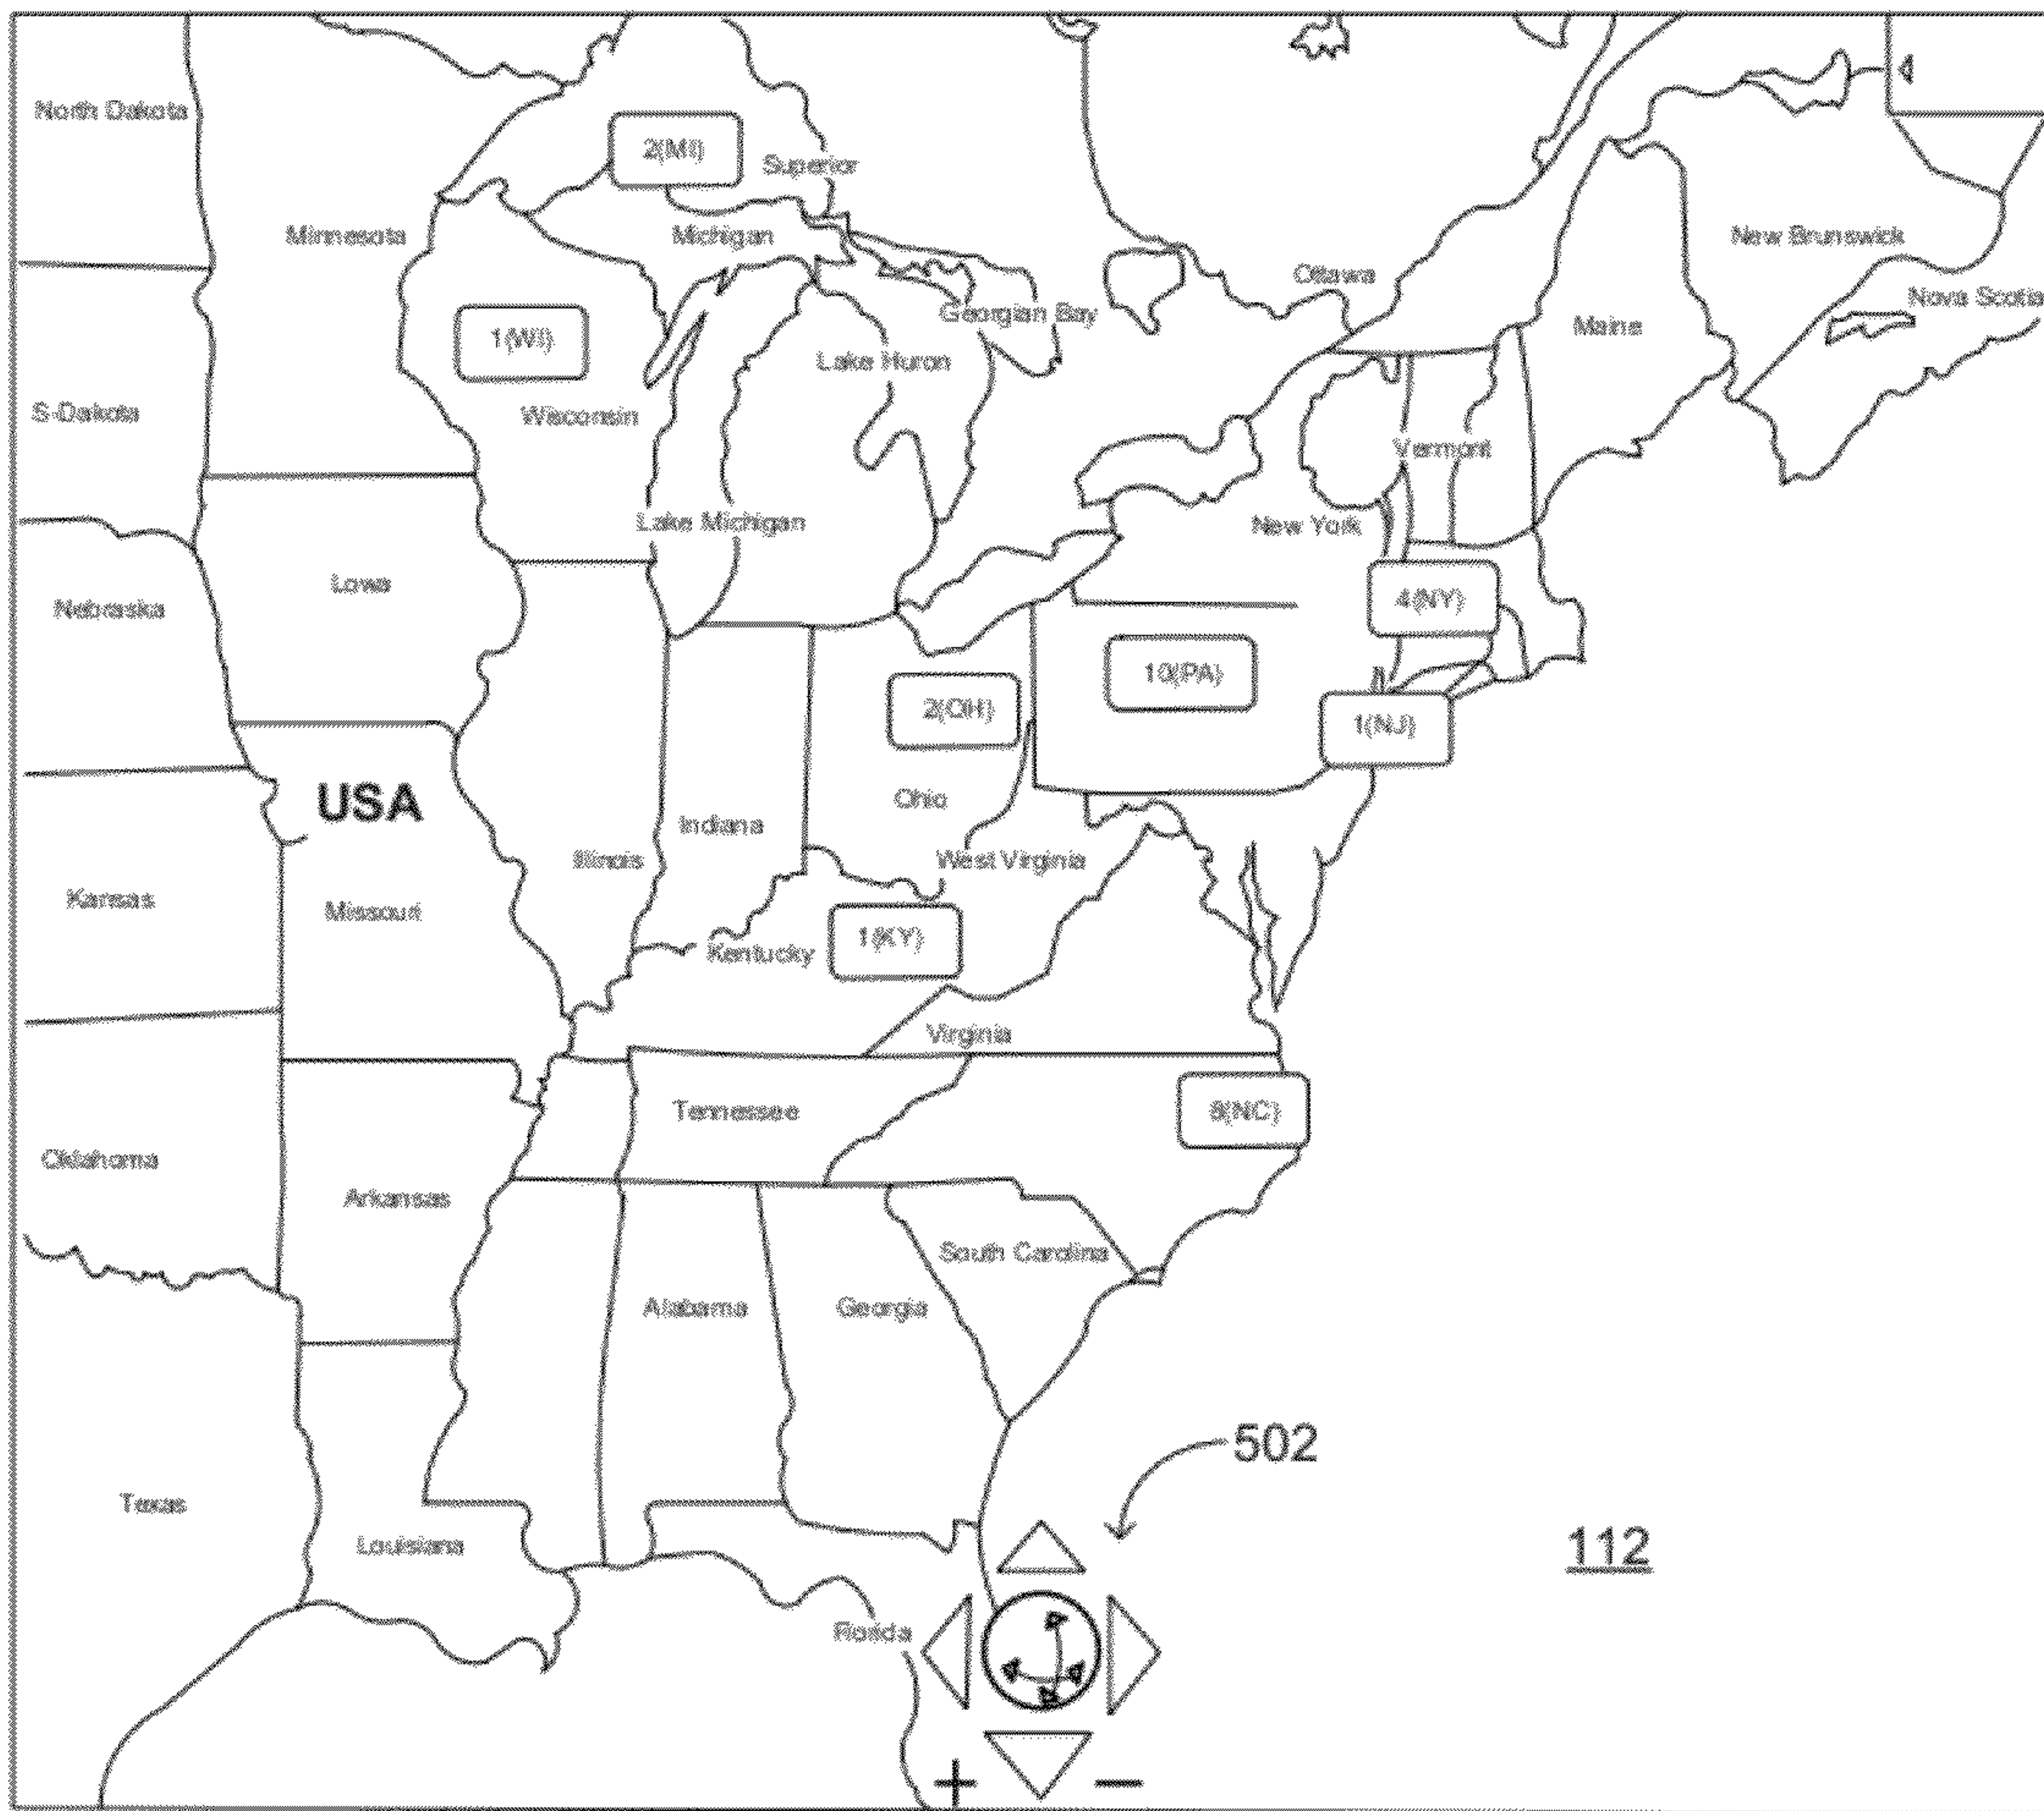 North Dakota
2(MI)
Superior
Minnesota
Michigan
New Brunswick
Ottawa
Nova Scotia
Georgian Bay
Maine
1(WI)
Lake Huron
S-Dakota
Wisconsin
Vermont
Lake Michigan
New York
Lowa
Nebraska
4(NY)
10(PA)
2(OH)
1(NJ)
USA
Ohio
Indiana
Illinois
West Virginia
Kansas
Missouri
1(KY)
Kentucky
Virginia
Tennessee
8(NC)
Oklahoma
Arkansas
South Carolina
Alabama
Georgia
502
Texas
Louisiana
112
Florida
+
−